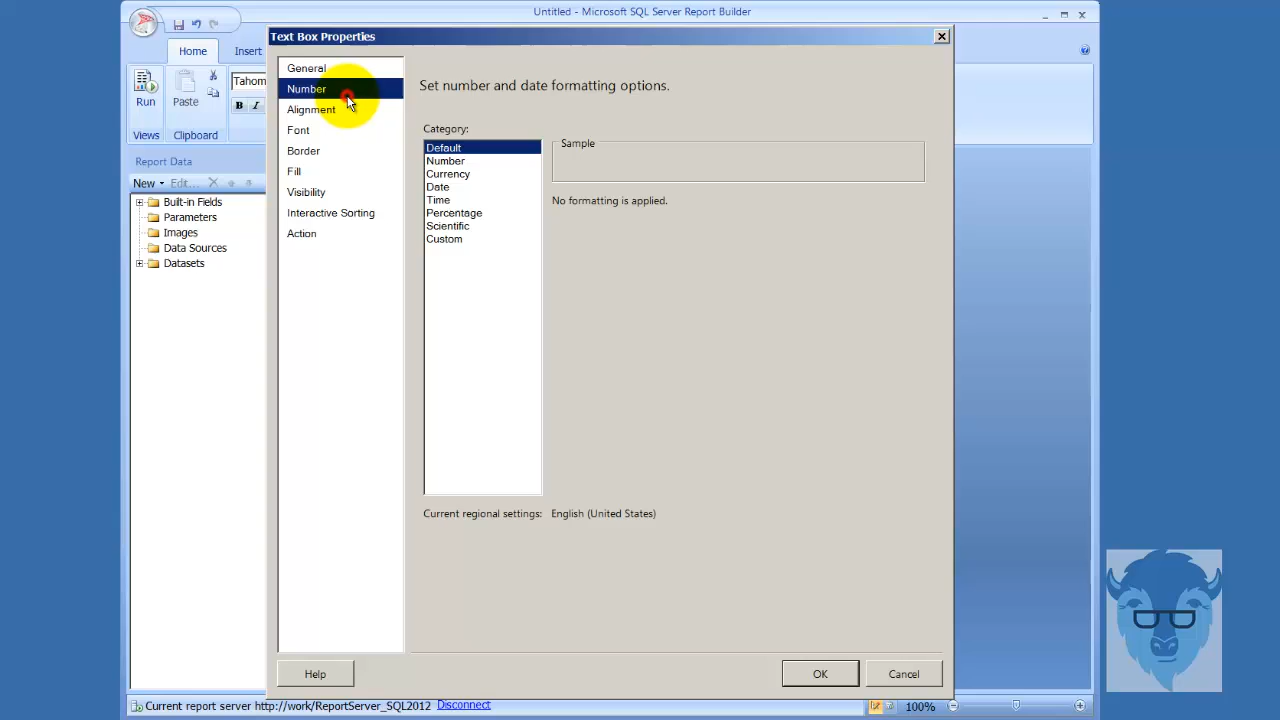 Untitled - Microsoft SQL Server Report Builder
Text Box Properties
Home
Insert
Run
Paste
Tahom
B I
Views
Clipboard
Report Data
New
Edit...
Built-in Fields
Parameters
Images
Data Sources
Datasets
General
Number
Alignment
Font
Border
Fill
Visibility
Interactive Sorting
Action
Set number and date formatting options.
Category:
Default
Number
Currency
Date
Time
Percentage
Scientific
Custom
Sample
No formatting is applied.
Current regional settings: English (United States)
Help
OK
Cancel
Current report server http://work/ReportServer_SQL2012 Disconnect
100%